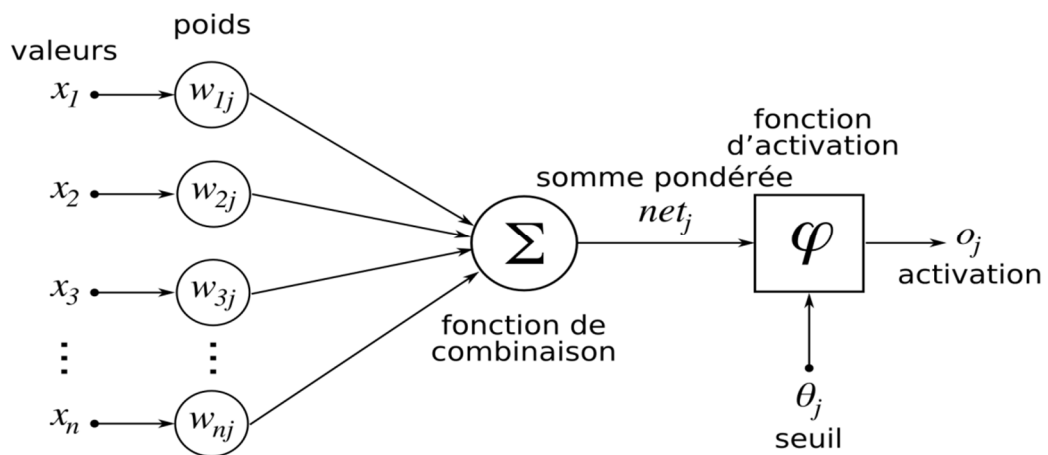 poids
valeurs
x₁
w₁ⱼ
x₂
w₂ⱼ
x₃
w₃ⱼ
⋮
⋮
xₙ
wₙⱼ
Σ
fonction de
combinaison
somme pondérée
netⱼ
fonction
d’activation
φ
θⱼ
seuil
oⱼ
activation